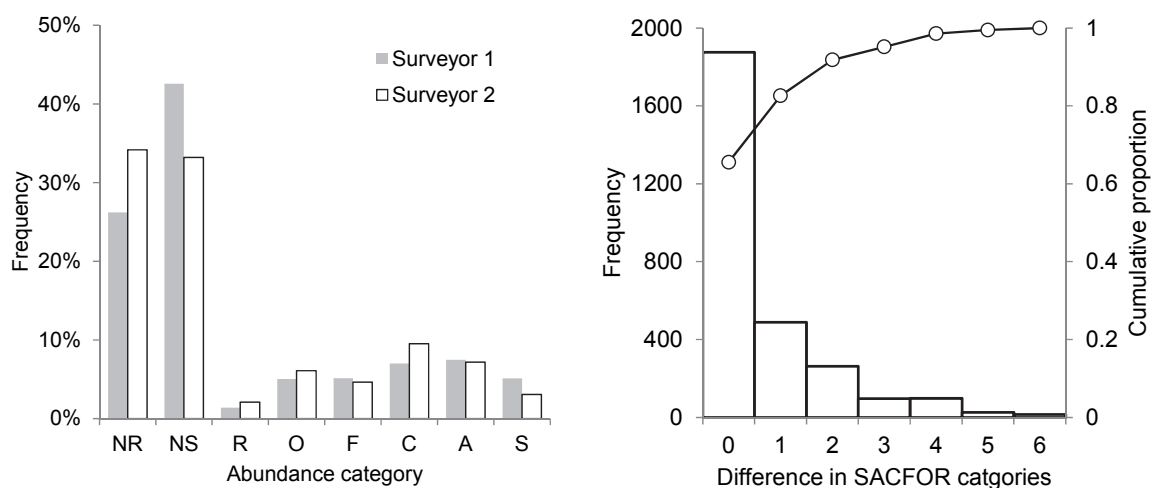 50%
40%
30%
20%
10%
0%
Frequency
Surveyor 1
Surveyor 2
NR NS R O F C A S
Abundance category
2000
1600
1200
800
400
0
Frequency
1
0.8
0.6
0.4
0.2
0
Cumulative proportion
0 1 2 3 4 5 6
Difference in SACFOR catgories